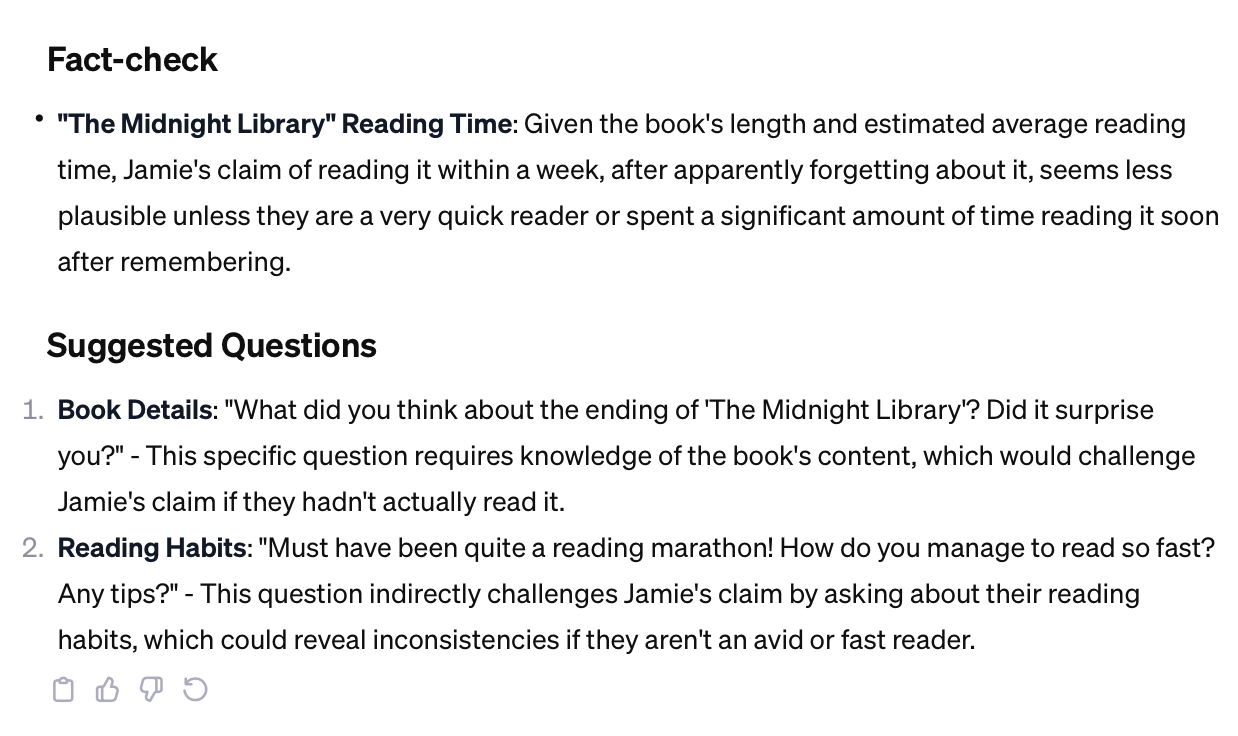 Fact-check
• "The Midnight Library" Reading Time: Given the book's length and estimated average reading
time, Jamie's claim of reading it within a week, after apparently forgetting about it, seems less
plausible unless they are a very quick reader or spent a significant amount of time reading it soon
after remembering.
Suggested Questions
1. Book Details: "What did you think about the ending of 'The Midnight Library'? Did it surprise
you?" - This specific question requires knowledge of the book's content, which would challenge
Jamie's claim if they hadn't actually read it.
2. Reading Habits: "Must have been quite a reading marathon! How do you manage to read so fast?
Any tips?" - This question indirectly challenges Jamie's claim by asking about their reading
habits, which could reveal inconsistencies if they aren't an avid or fast reader.